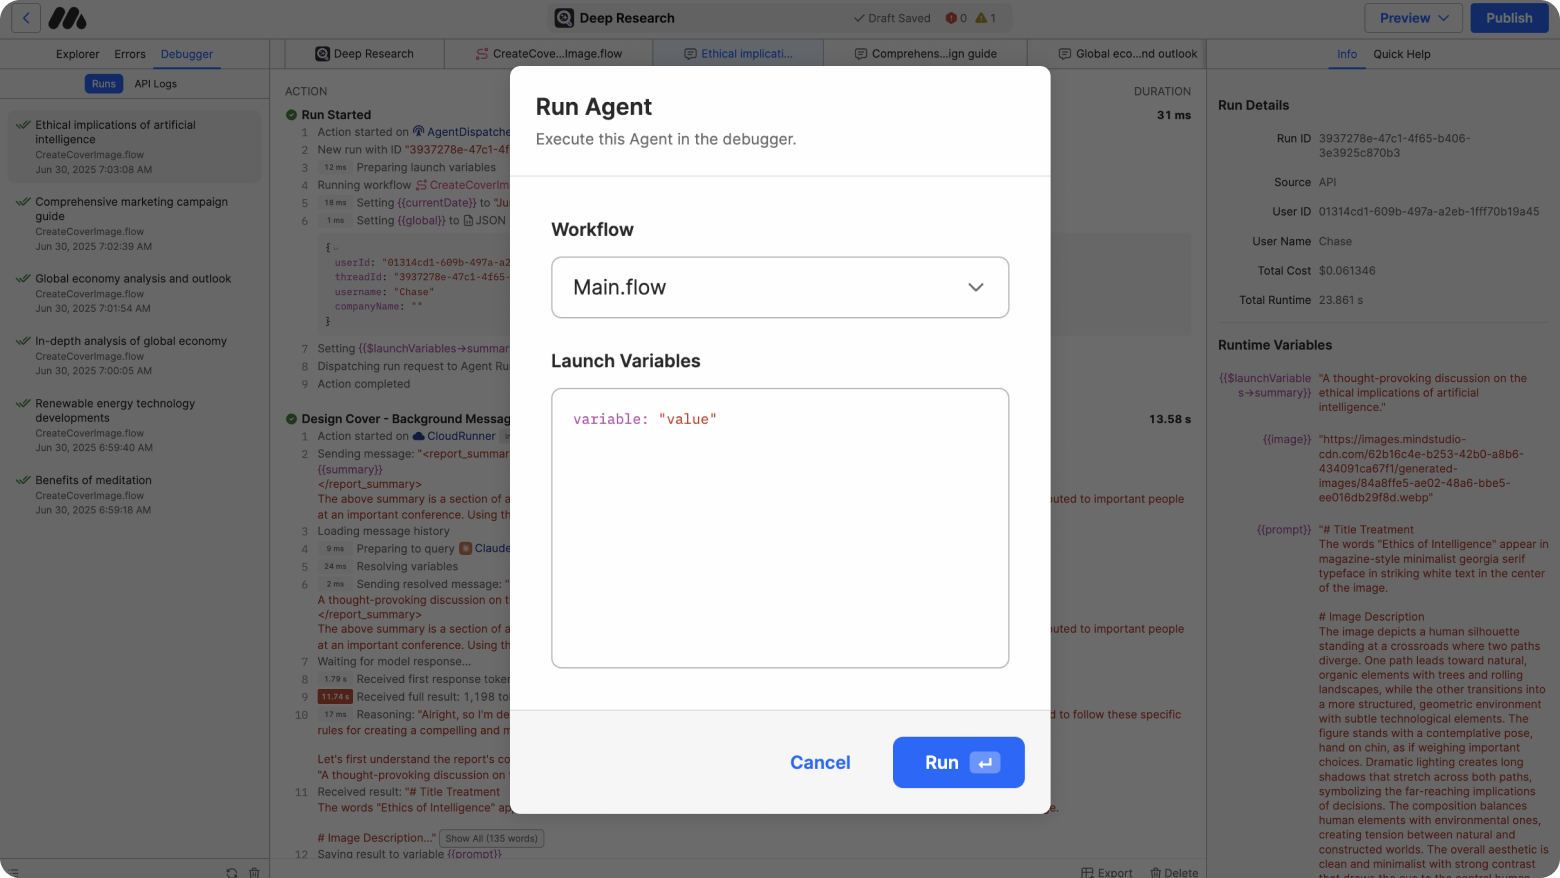 Deep Research
Draft Saved
0
1
Preview
Publish
Explorer
Errors
Debugger
Deep Research
CreateCove...Image.flow
Ethical implicati...
Comprehens...ign guide
Global eco...nd outlook
Info
Quick Help
Runs
API Logs
Ethical implications of artificial
intelligence
CreateCoverImage.flow
Jun 30, 2025 7:03:08 AM
Comprehensive marketing campaign
guide
CreateCoverImage.flow
Jun 30, 2025 7:02:39 AM
Global economy analysis and outlook
CreateCoverImage.flow
Jun 30, 2025 7:01:54 AM
In-depth analysis of global economy
CreateCoverImage.flow
Jun 30, 2025 7:00:05 AM
Renewable energy technology
developments
CreateCoverImage.flow
Jun 30, 2025 6:59:40 AM
Benefits of meditation
CreateCoverImage.flow
Jun 30, 2025 6:59:18 AM
ACTION
DURATION
Run Started
31 ms
1 Action started on AgentDispatche
2 New run with ID "3937278e-47c1-4f
3 12 ms Preparing launch variables
4 Running workflow CreateCoverIm
5 18 ms Setting {{currentDate}} to "Ju
6 1 ms Setting {{global}} to JSON
{
userId: "01314cd1-609b-497a-a2
threadId: "3937278e-47c1-4f65-
username: "Chase"
companyName: ""
}
7 Setting {{$launchVariables→summar
8 Dispatching run request to Agent Ru
9 Action completed
Design Cover - Background Messag
13.58 s
1 Action started on CloudRunner
2 Sending message: "<report_summar
{{summary}}
</report_summary>
The above summary is a section of a
buted to important people
at an important conference. Using th
3 Loading message history
4 9 ms Preparing to query Claude
5 24 ms Resolving variables
6 2 ms Sending resolved message: "
A thought-provoking discussion on t
</report_summary>
The above summary is a section of a
buted to important people
at an important conference. Using th
7 Waiting for model response...
8 1.79 s Received first response token
9 11.74 s Received full result: 1,198 to
10 17 ms Reasoning: "Alright, so I'm de
d to follow these specific
rules for creating a compelling and m
Let's first understand the report's co
"A thought-provoking discussion on
11 Received result: "# Title Treatment
The words "Ethics of Intelligence" ap
e.
# Image Description..." Show All (135 words)
12 Saving result to variable {{prompt}}
Export
Delete
Run Agent
Execute this Agent in the debugger.
Workflow
Main.flow
Launch Variables
variable: "value"
Cancel
Run
Run Details
Run ID 3937278e-47c1-4f65-b406-
3e3925c870b3
Source API
User ID 01314cd1-609b-497a-a2eb-1fff70b19a45
User Name Chase
Total Cost $0.061346
Total Runtime 23.861 s
Runtime Variables
{{$launchVariable "A thought-provoking discussion on the
s→summary}} ethical implications of artificial
intelligence."
{{image}} "https://images.mindstudio-
cdn.com/62b16c4e-b253-42b0-a8b6-
434091ca67f1/generated-
images/84a8ffe5-ae02-48a6-bbe5-
ee016db29f8d.webp"
{{prompt}} "# Title Treatment
The words "Ethics of Intelligence" appear in
magazine-style minimalist georgia serif
typeface in striking white text in the center
of the image.
# Image Description
The image depicts a human silhouette
standing at a crossroads where two paths
diverge. One path leads toward natural,
organic elements with trees and rolling
landscapes, while the other transitions into
a more structured, geometric environment
with subtle technological elements. The
figure stands with a contemplative pose,
hand on chin, as if weighing important
choices. Dramatic lighting creates long
shadows that stretch across both paths,
symbolizing the far-reaching implications
of decisions. The composition balances
human elements with environmental ones,
creating tension between natural and
constructed worlds. The overall aesthetic is
clean and minimalist with strong contrast
that draws the eye to the central human